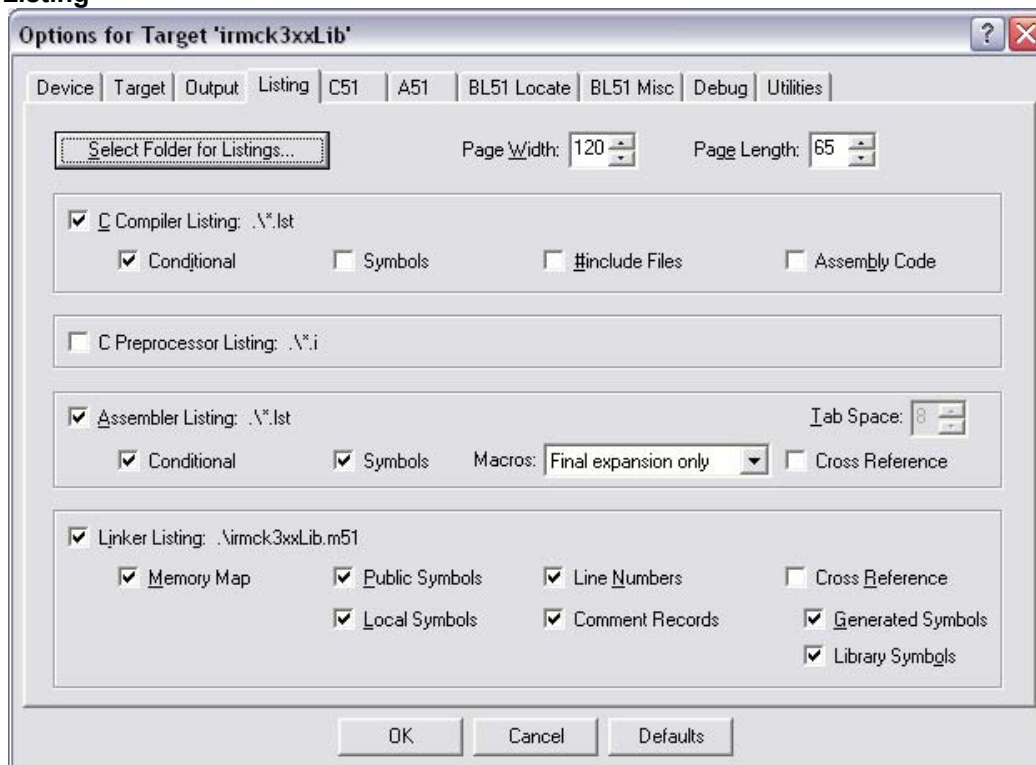 Listing
Options for Target 'irmck3xxLib'
Device Target Output Listing C51 A51 BL51 Locate BL51 Misc Debug Utilities
Select Folder for Listings... Page Width: 120 Page Length: 65
C Compiler Listing: .\*.lst
Conditional Symbols #include Files Assembly Code
C Preprocessor Listing: .\*.i
Assembler Listing: .\*.lst Tab Space: 8
Conditional Symbols Macros: Final expansion only Cross Reference
Linker Listing: .\irmck3xxLib.m51
Memory Map Public Symbols Line Numbers Cross Reference
Local Symbols Comment Records Generated Symbols
Library Symbols
OK Cancel Defaults